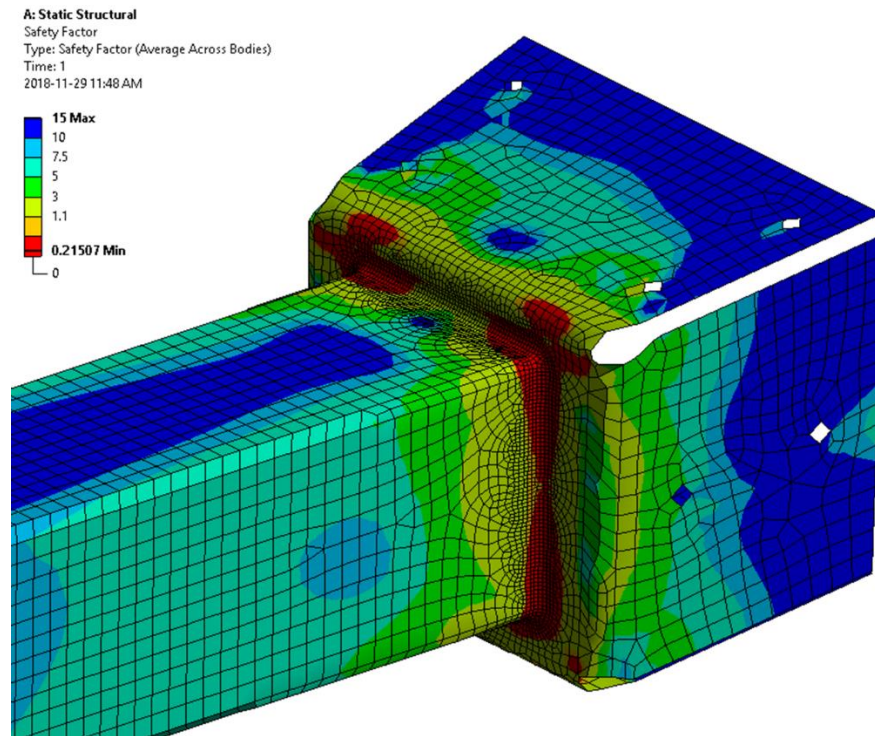 A: Static Structural
Safety Factor
Type: Safety Factor (Average Across Bodies)
Time: 1
2018-11-29 11:48 AM
15 Max
10
7.5
5
3
1.1
0.21507 Min
0